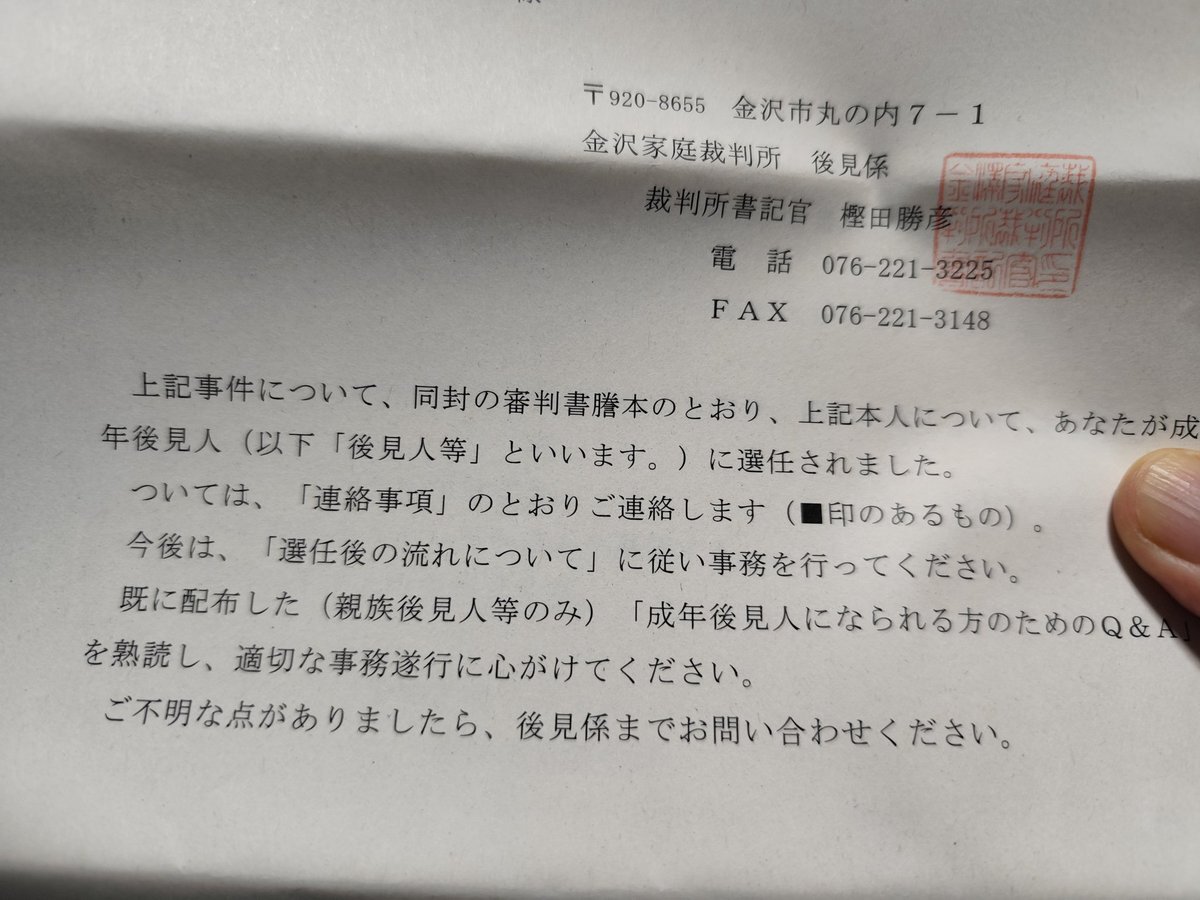 様
〒920-8655 金沢市丸の内7-1
金沢家庭裁判所 後見係
裁判所書記官 樫田勝彦
電 話 076-221-3225
FAX 076-221-3148
上記事件について、同封の審判書謄本のとおり、上記本人について、あなたが成
年後見人（以下「後見人等」といいます。）に選任されました。
ついては、「連絡事項」のとおりご連絡します（■印のあるもの）。
今後は、「選任後の流れについて」に従い事務を行ってください。
既に配布した（親族後見人等のみ）「成年後見人になられる方のためのQ＆A」
を熟読し、適切な事務遂行に心がけてください。
ご不明な点がありましたら、後見係までお問い合わせください。